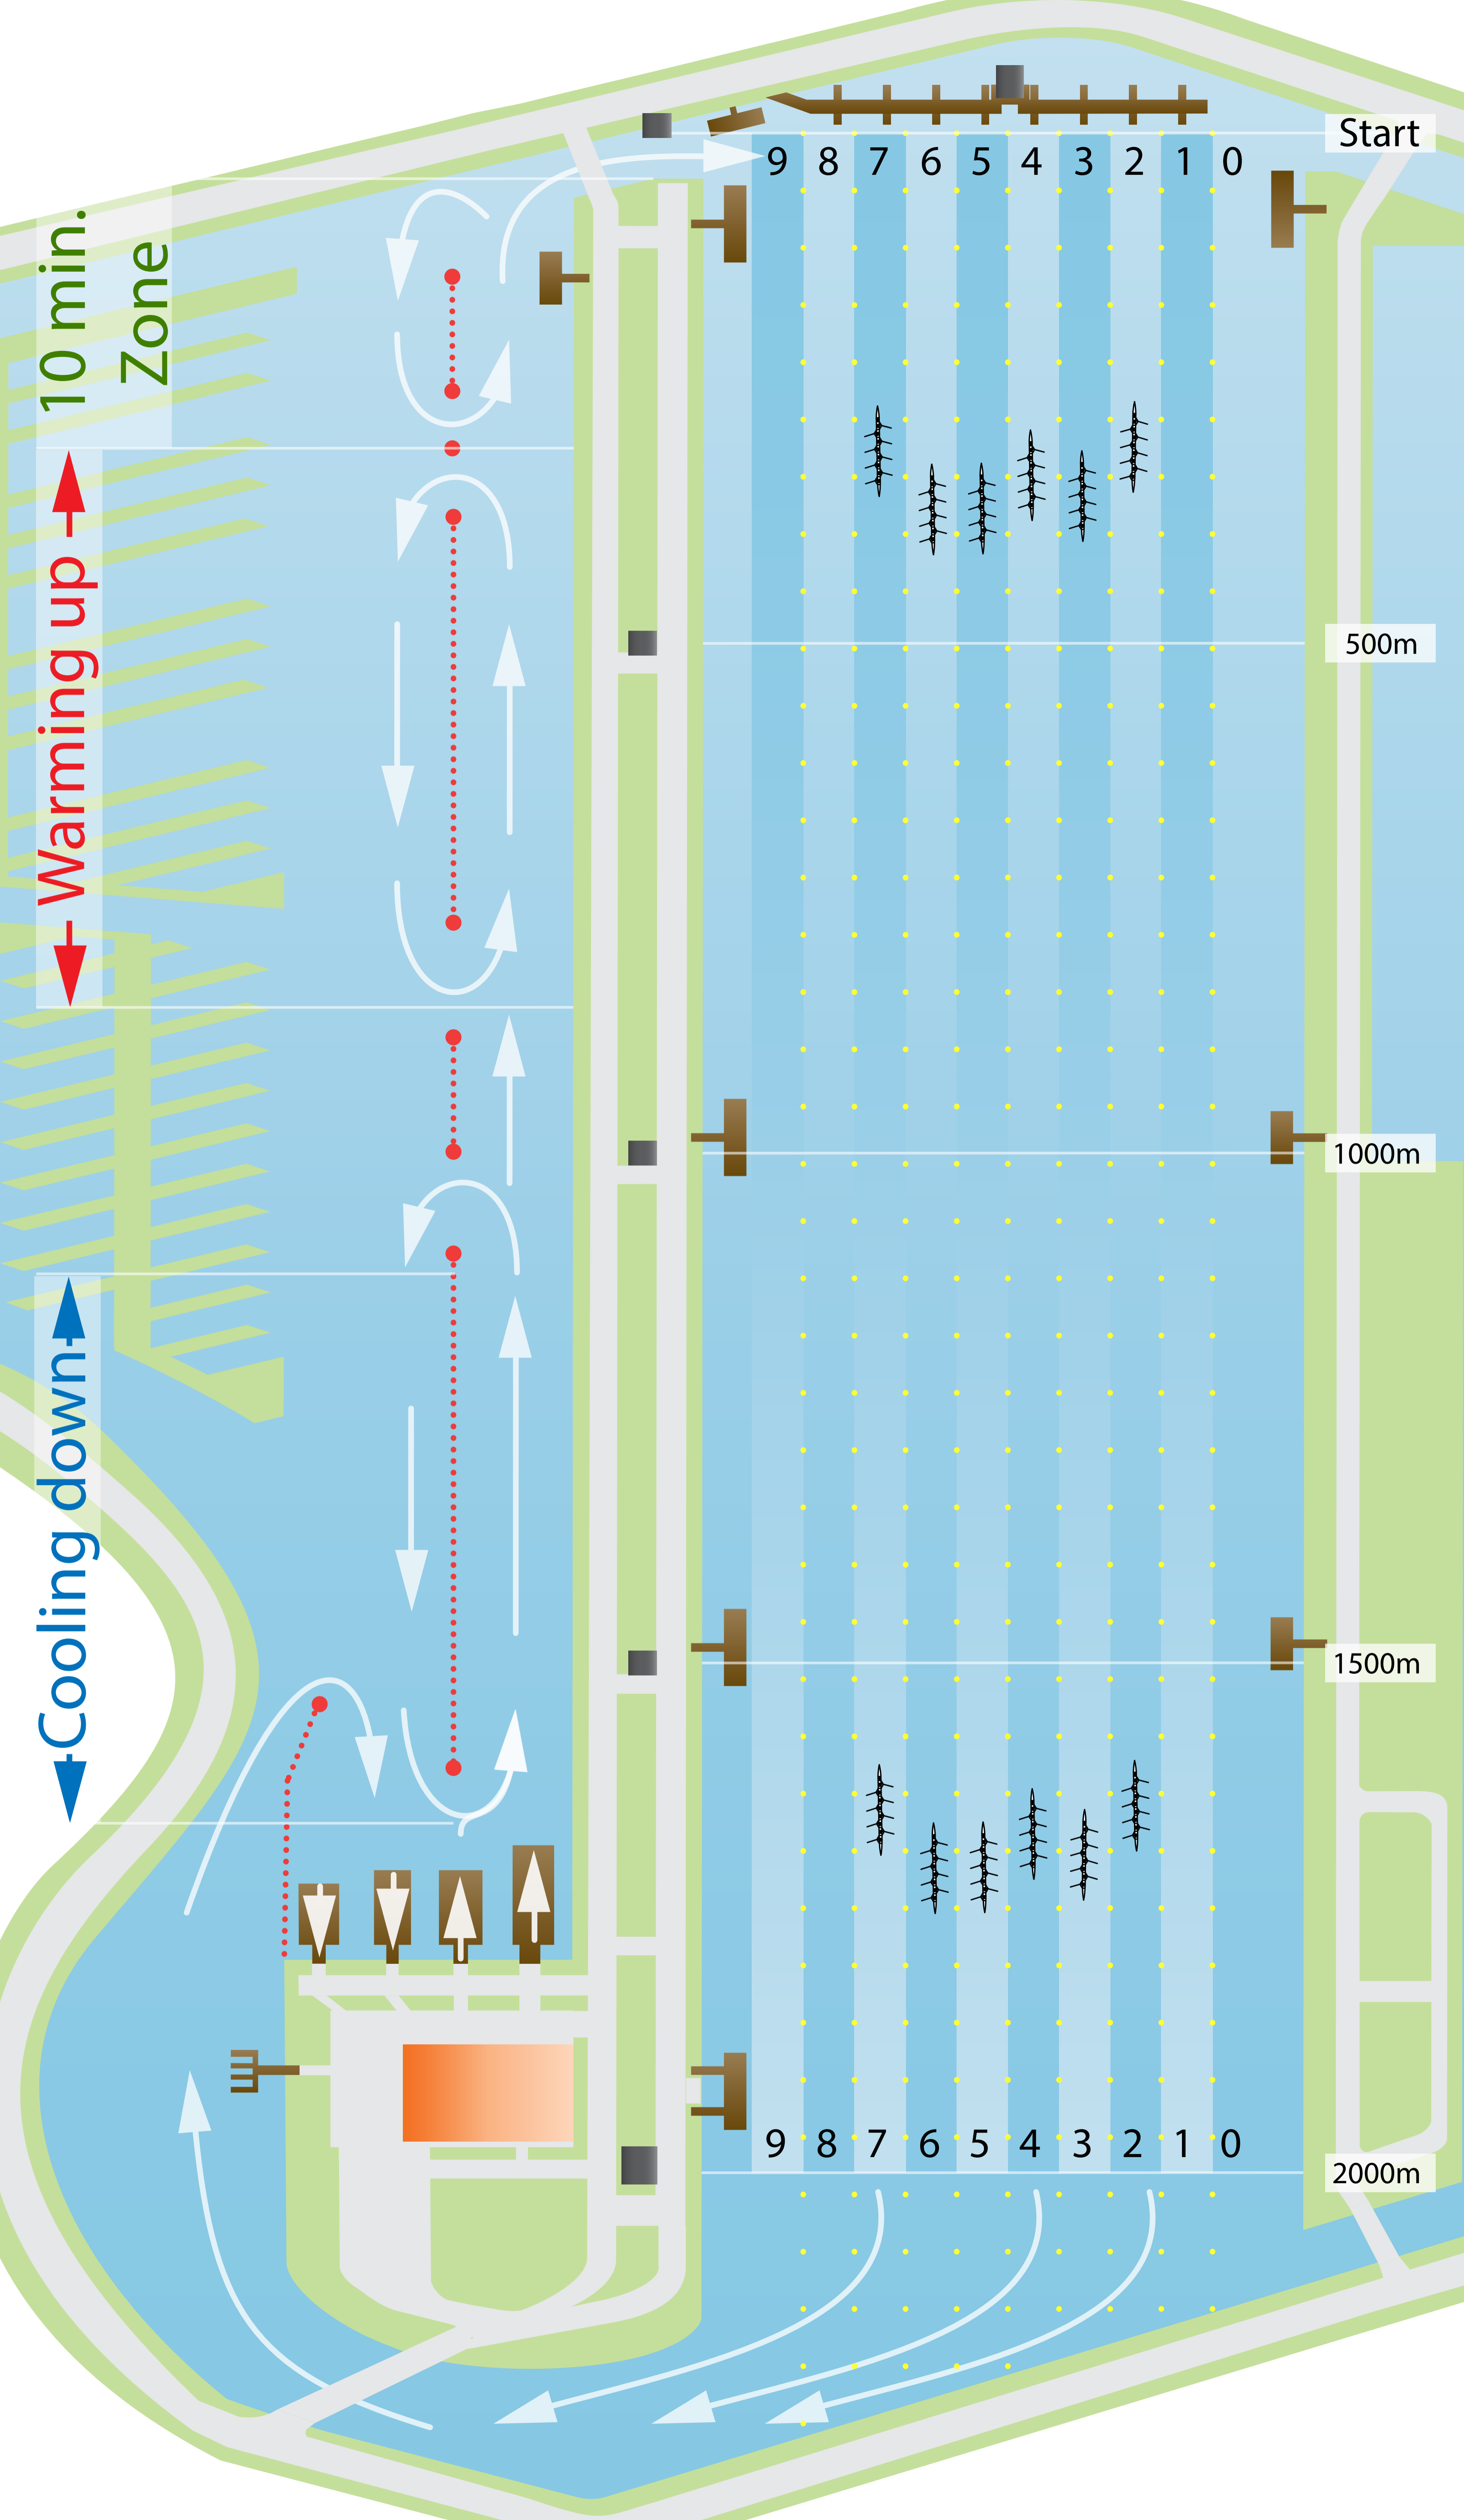 Start
9 8 7 6 5 4 3 2 1 0
10 min.
Zone
Warming up
500m
1000m
Cooling down
1500m
9 8 7 6 5 4 3 2 1 0
2000m